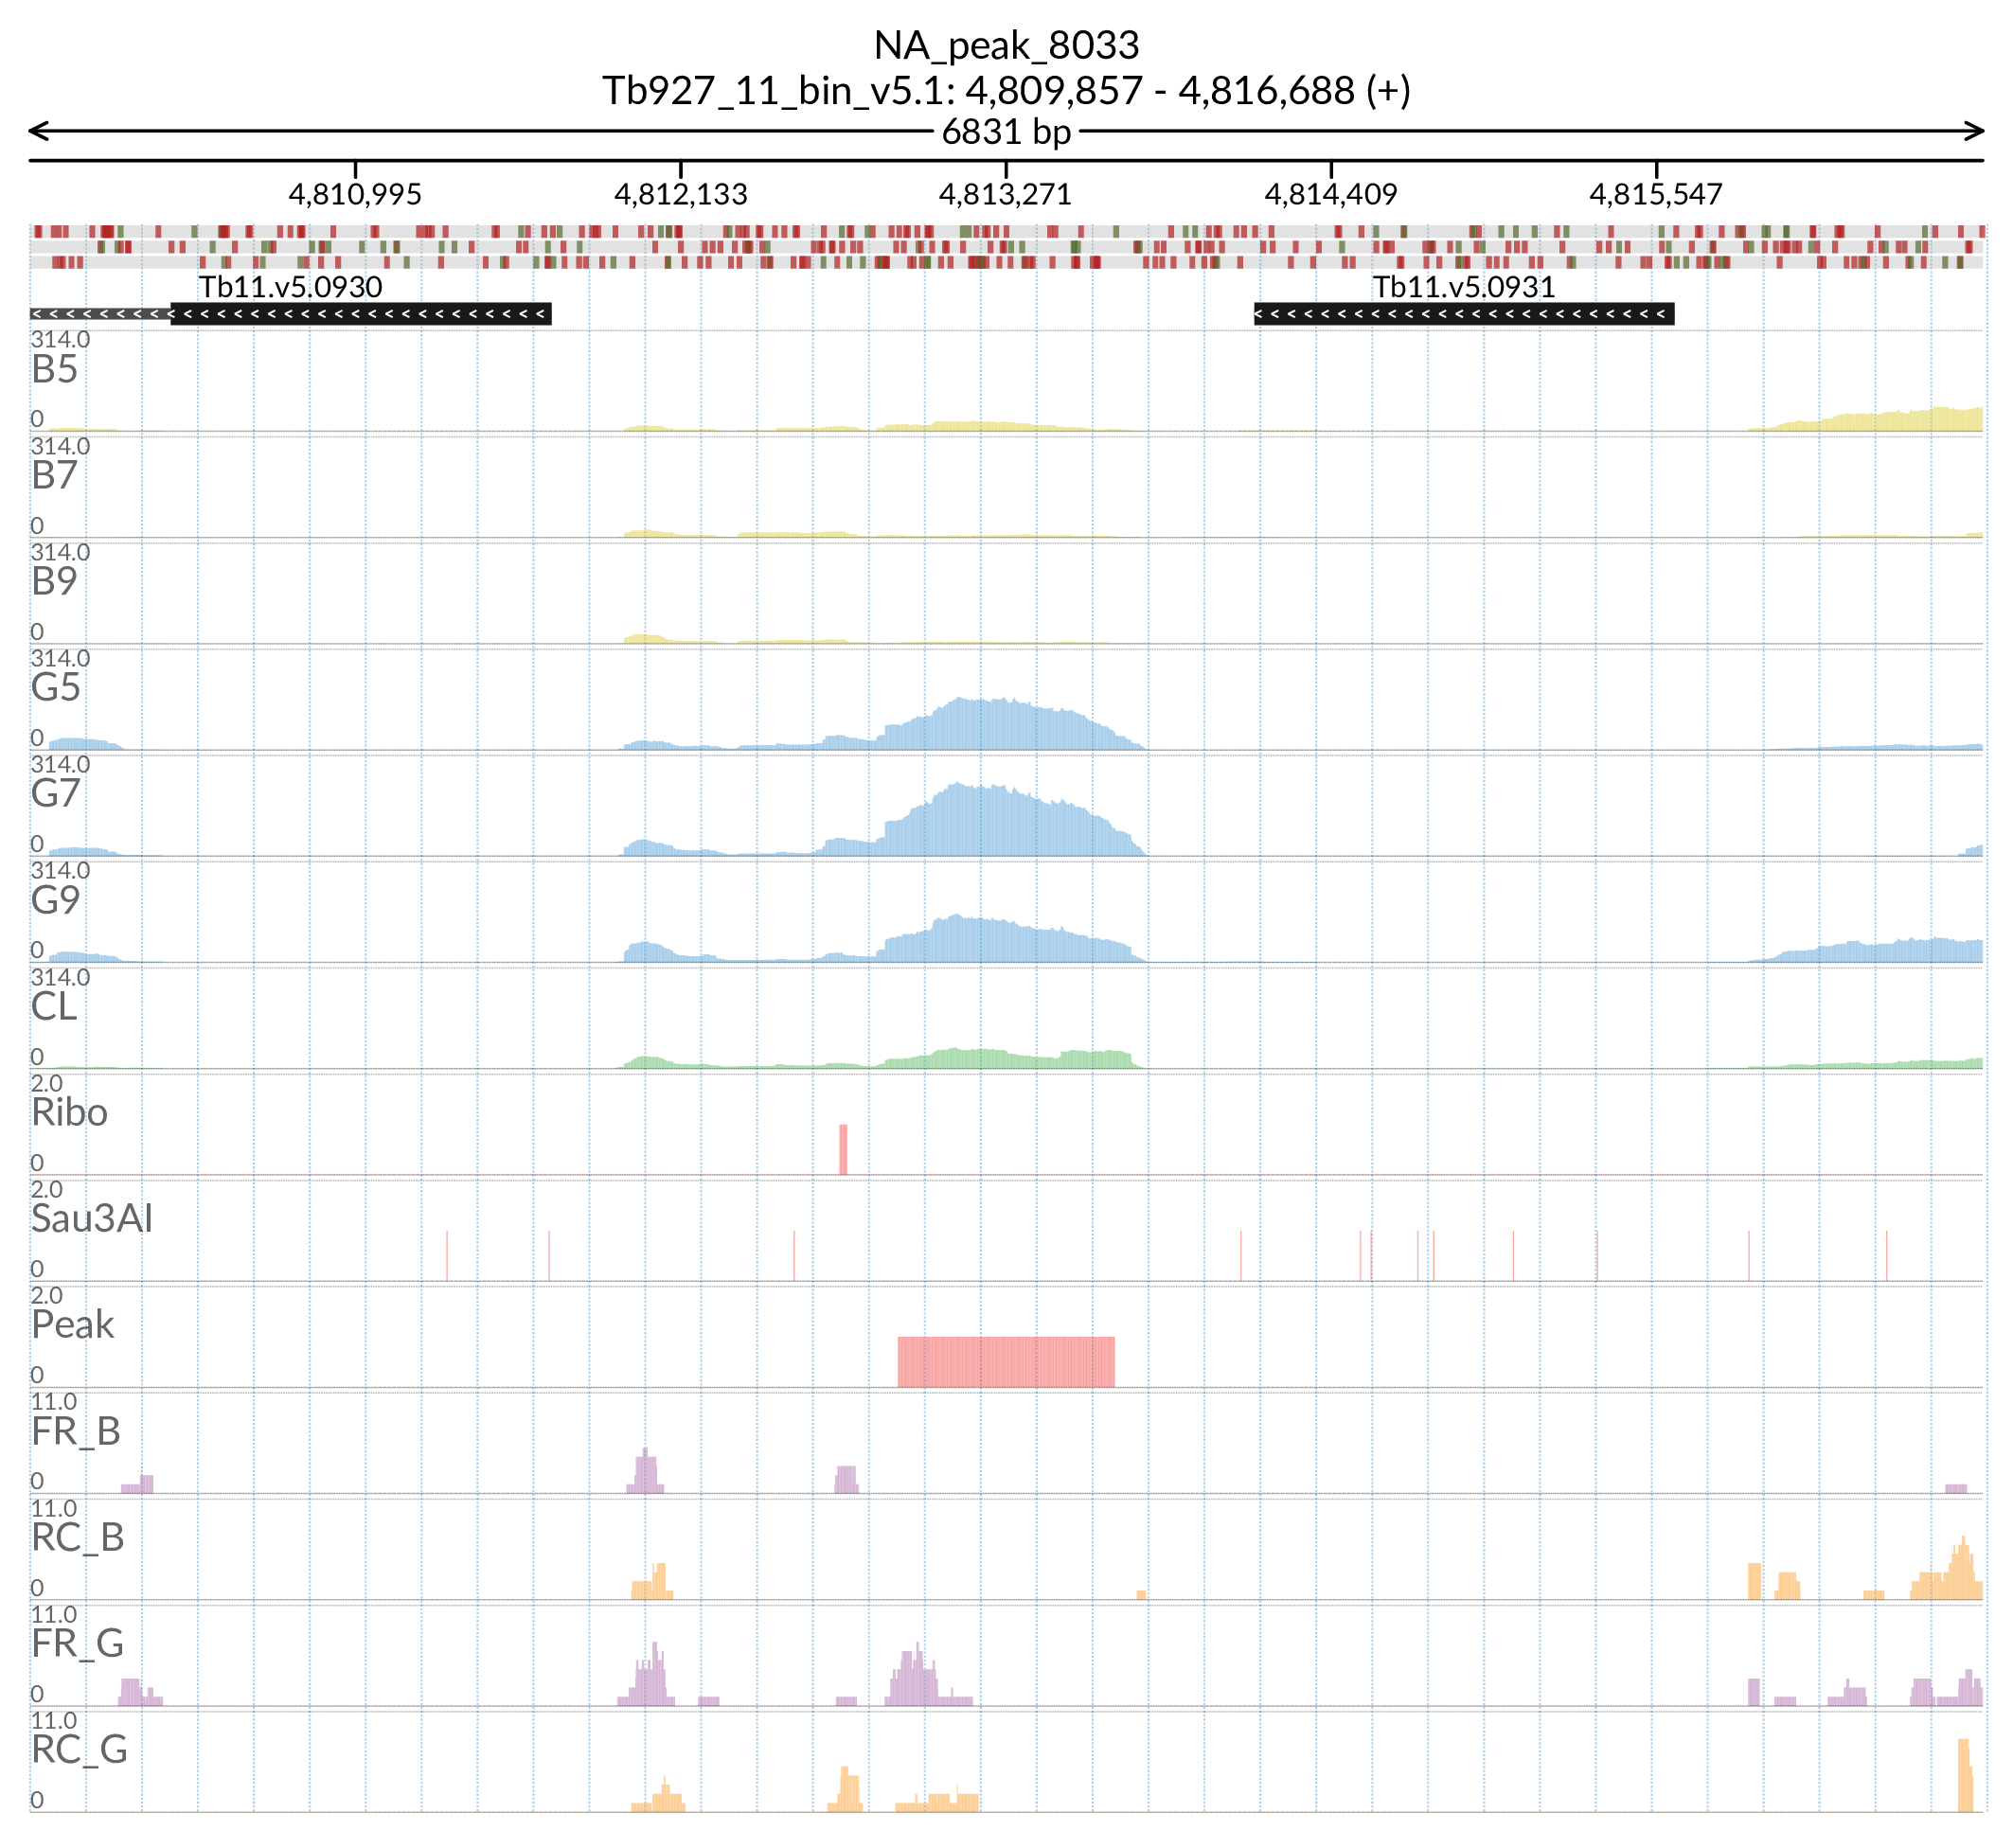 NA_peak_8033
Tb927_11_bin_v5.1: 4,809,857 - 4,816,688 (+)
6831 bp
4,810,995 4,812,133 4,813,271 4,814,409 4,815,547
Tb11.v5.0930 Tb11.v5.0931
314.0
B5
0
314.0
B7
0
314.0
B9
0
314.0
G5
0
314.0
G7
0
314.0
G9
0
314.0
CL
0
2.0
Ribo
0
2.0
Sau3AI
0
2.0
Peak
0
11.0
FR_B
0
11.0
RC_B
0
11.0
FR_G
0
11.0
RC_G
0